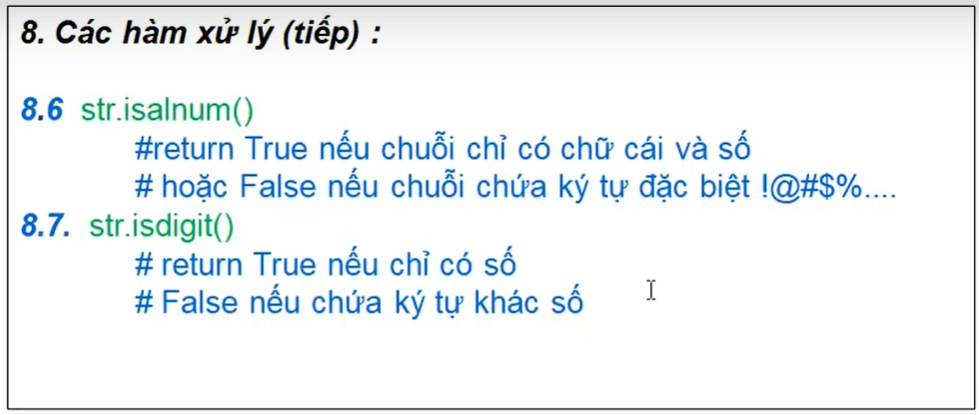 8. Các hàm xử lý (tiếp) :
8.6 str.isalnum()
#return True nếu chuỗi chỉ có chữ cái và số
# hoặc False nếu chuỗi chứa ký tự đặc biệt !@#$%....
8.7. str.isdigit()
# return True nếu chỉ có số
# False nếu chứa ký tự khác số